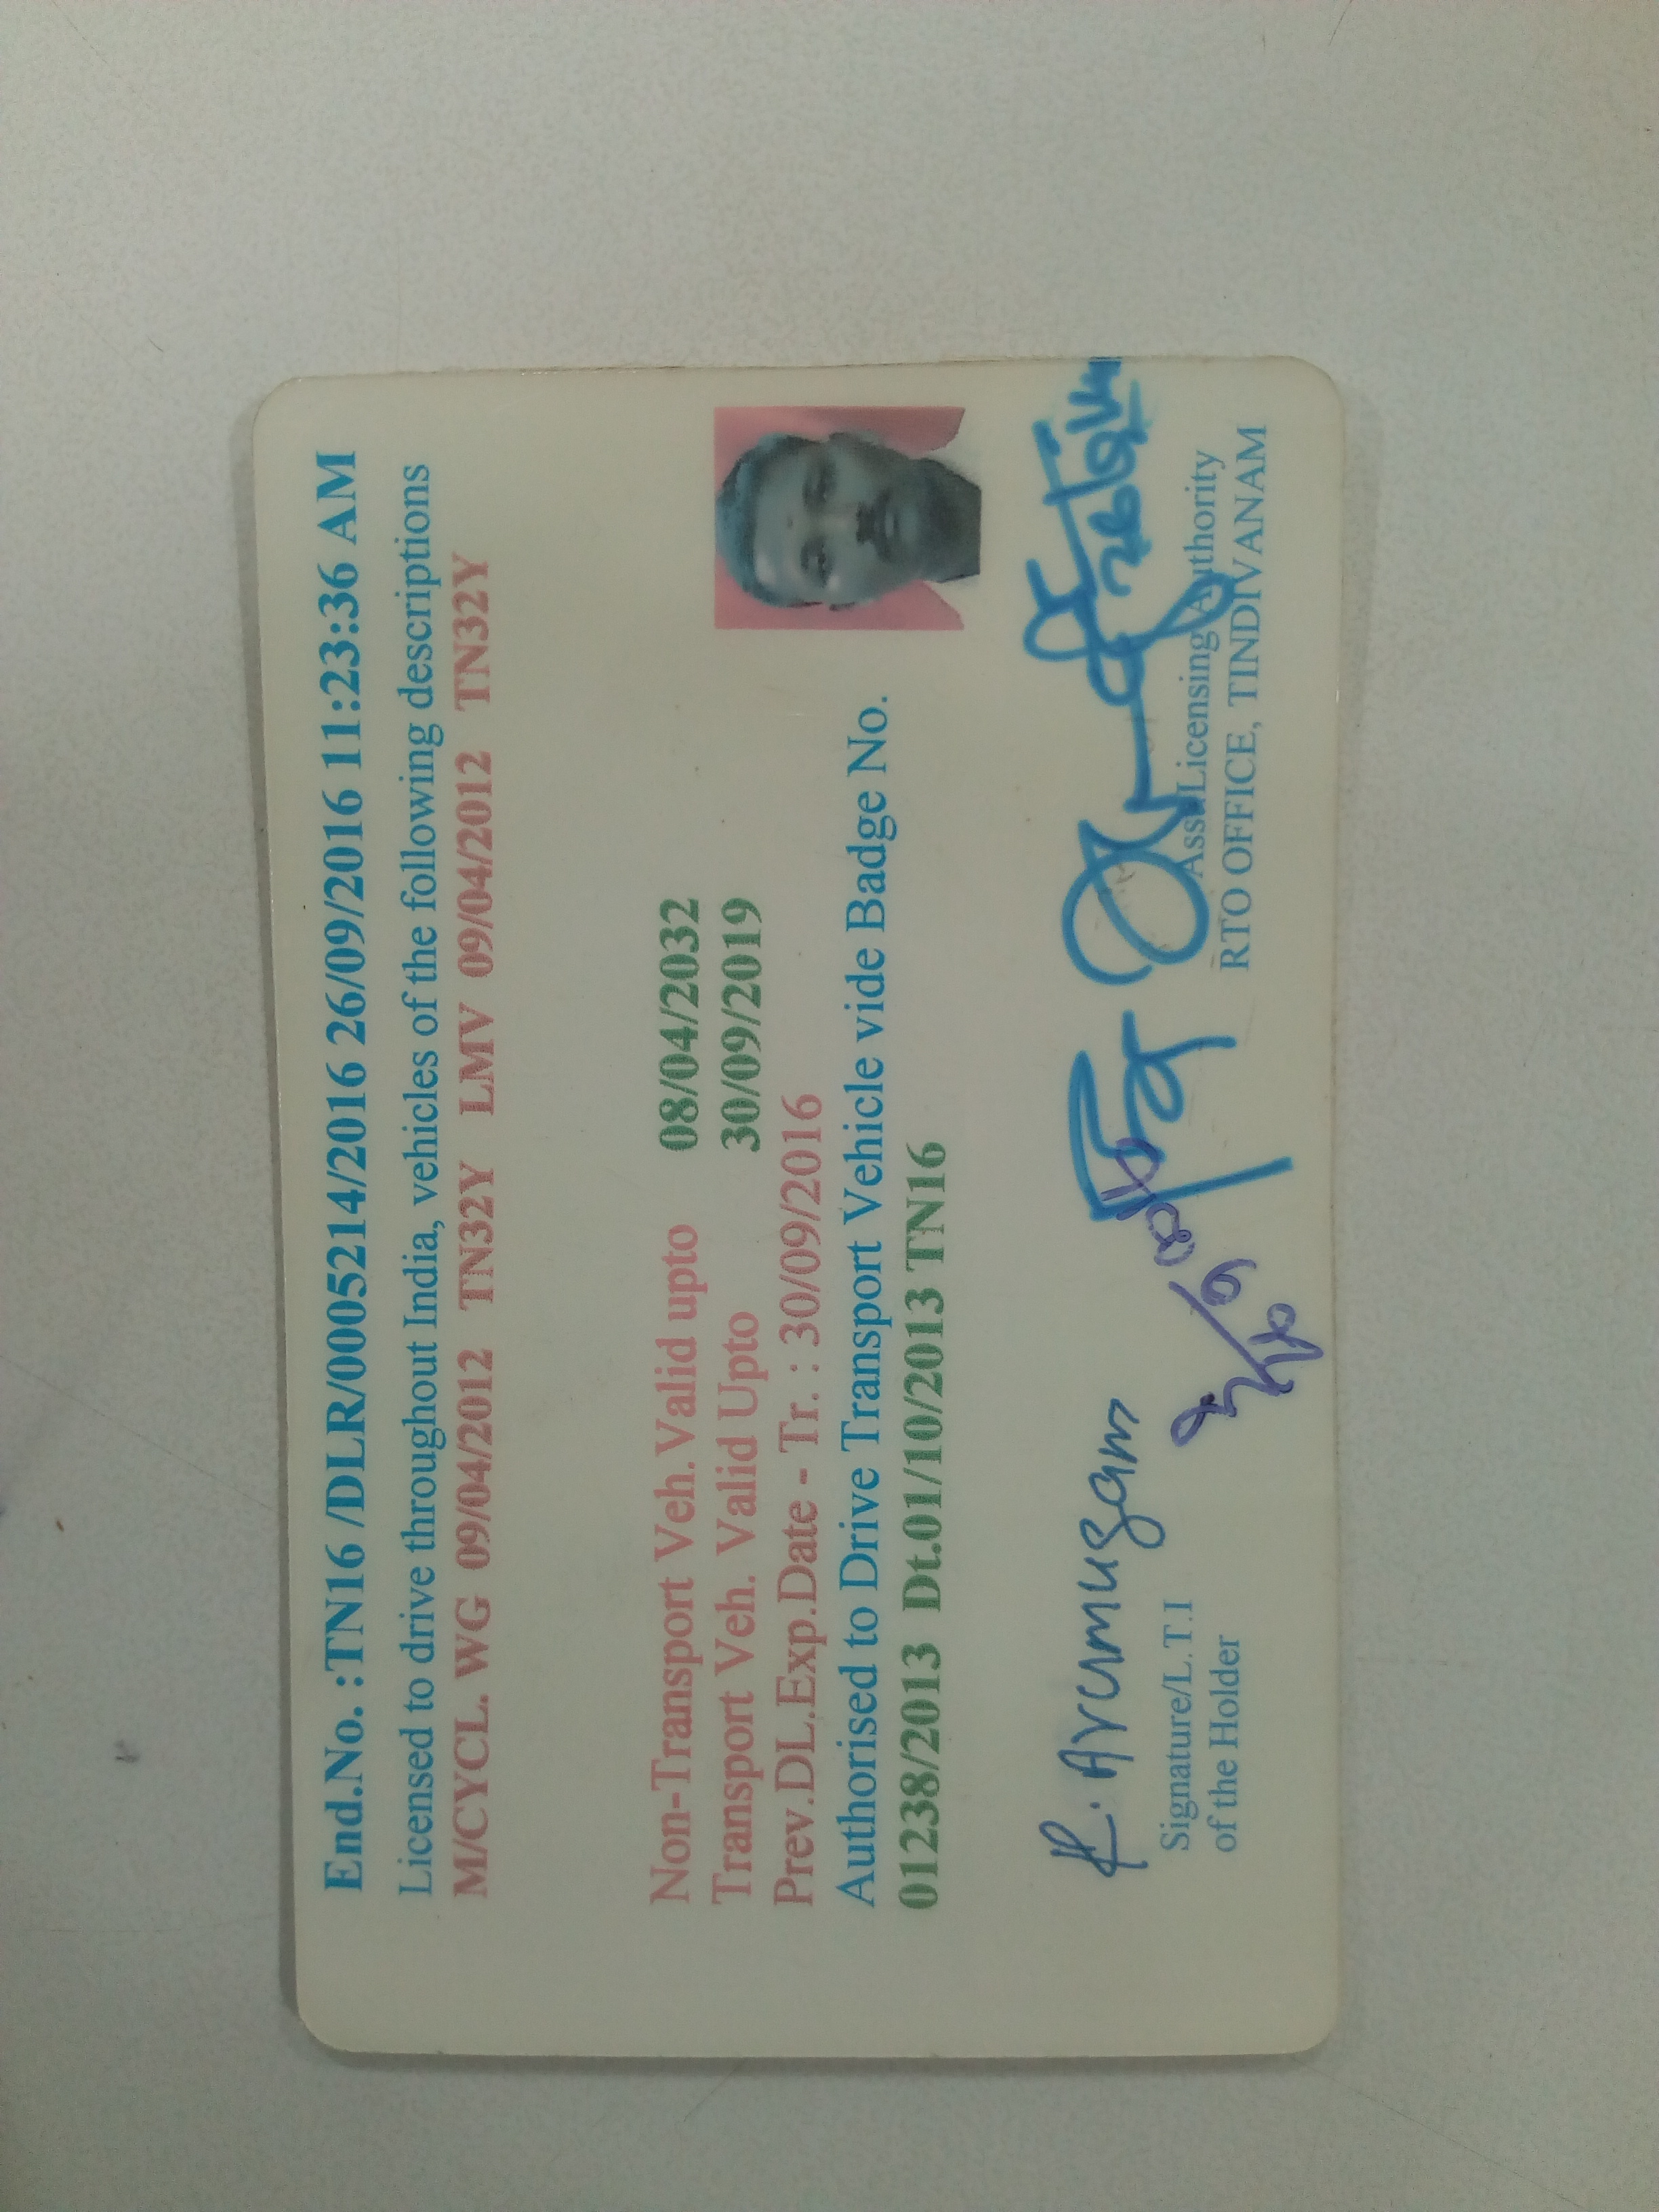 End.No. :TN16 /DLR/0005214/2016 26/09/2016 11:23:36 AM
Licensed to drive throughout India, vehicles of the following descriptions
M/CYCL. WG 09/04/2012 TN32Y LMV 09/04/2012 TN32Y
Non-Transport Veh.Valid upto 08/04/2032
Transport Veh. Valid Upto 30/09/2019
Prev.DL.Exp.Date - Tr. : 30/09/2016
Authorised to Drive Transport Vehicle vide Badge No.
01238/2013 Dt.01/10/2013 TN16
Signature/L.T.I
of the Holder
Asst.Licensing Authority
RTO OFFICE, TINDIVANAM